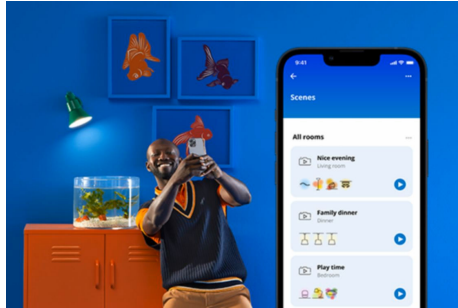 9:41
Scenes
All rooms
Nice evening
Living room
Family dinner
Dinner
Play time
Bedroom